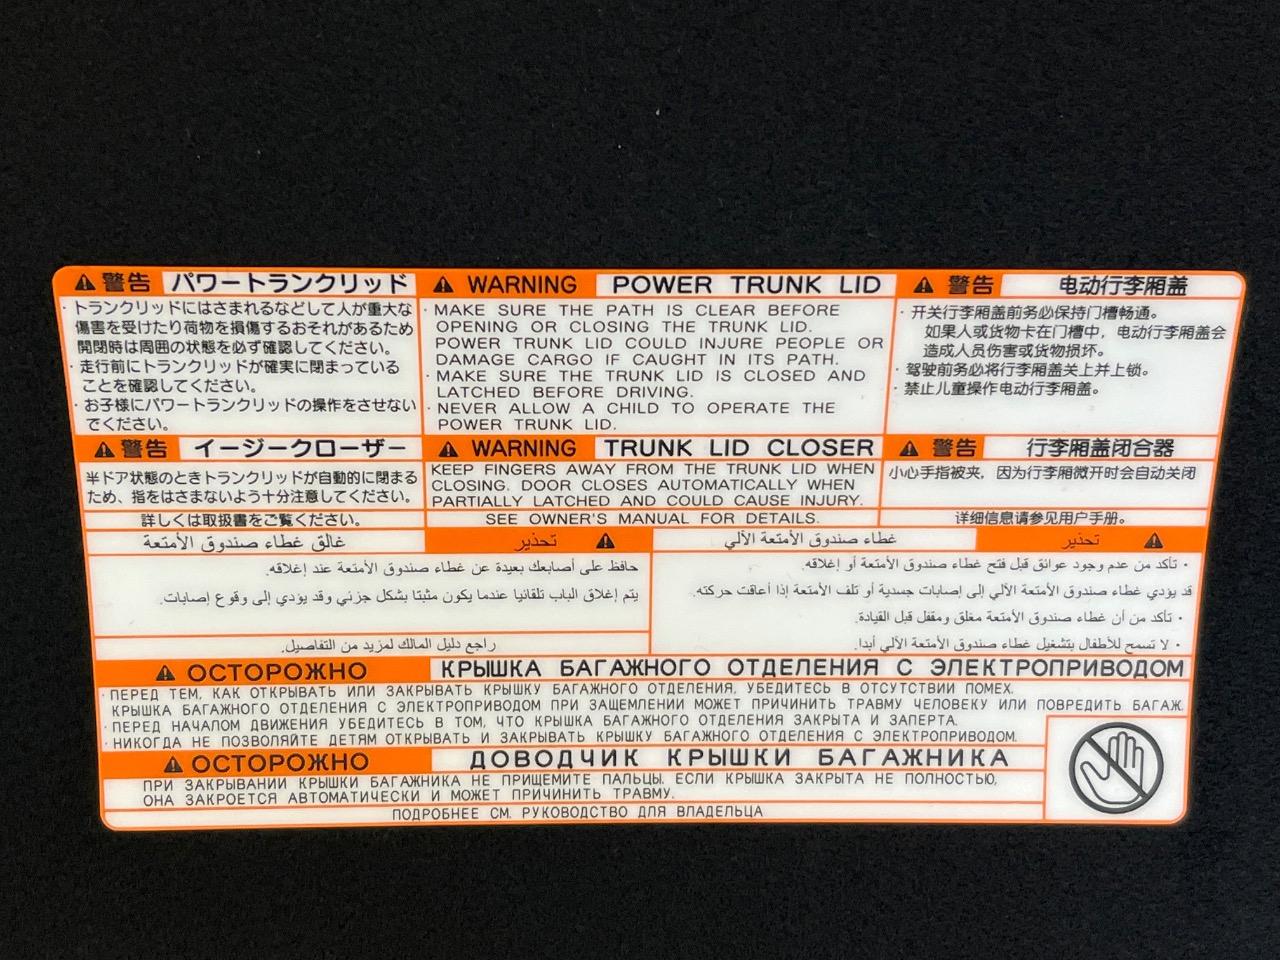 警告 パワートランクリッド
・トランクリッドにはさまれるなどして人が重大な
傷害を受けたり荷物を損傷するおそれがあるため
開閉時は周囲の状態を必ず確認してください。
・走行前にトランクリッドが確実に閉まっている
ことを確認してください。
・お子様にパワートランクリッドの操作をさせない
でください。
警告 イージークローザー
半ドア状態のときトランクリッドが自動的に閉まる
ため、指をはさまないよう十分注意してください。
詳しくは取扱書をご覧ください。
WARNING POWER TRUNK LID
· MAKE SURE THE PATH IS CLEAR BEFORE
OPENING OR CLOSING THE TRUNK LID.
POWER TRUNK LID COULD INJURE PEOPLE OR
DAMAGE CARGO IF CAUGHT IN ITS PATH.
· MAKE SURE THE TRUNK LID IS CLOSED AND
LATCHED BEFORE DRIVING.
· NEVER ALLOW A CHILD TO OPERATE THE
POWER TRUNK LID.
WARNING TRUNK LID CLOSER
KEEP FINGERS AWAY FROM THE TRUNK LID WHEN
CLOSING. DOOR CLOSES AUTOMATICALLY WHEN
PARTIALLY LATCHED AND COULD CAUSE INJURY.
SEE OWNER'S MANUAL FOR DETAILS.
警告 电动行李厢盖
· 开关行李厢盖前务必保持门槽畅通。
如果人或货物卡在门槽中，电动行李厢盖会
造成人员伤害或货物损坏。
· 驾驶前务必将行李厢盖关上并上锁。
· 禁止儿童操作电动行李厢盖。
警告 行李厢盖闭合器
小心手指被夹，因为行李厢微开时会自动关闭
详细信息请参见用户手册。
تحذير غطاء صندوق الأمتعة الآلي
• تأكد من عدم وجود عوائق قبل فتح غطاء صندوق الأمتعة أو إغلاقه.
قد يؤدي غطاء صندوق الأمتعة الآلي إلى إصابات جسدية أو تلف الأمتعة إذا أعاقت حركته.
• تأكد من أن غطاء صندوق الأمتعة مغلق ومقفل قبل القيادة.
• لا تسمح للأطفال بتشغيل غطاء صندوق الأمتعة الآلي أبدا.
تحذير غالق غطاء صندوق الأمتعة
حافظ على أصابعك بعيدة عن غطاء صندوق الأمتعة عند إغلاقه.
يتم إغلاق الباب تلقائيا عندما يكون مثبتا بشكل جزئي وقد يؤدي إلى وقوع إصابات.
راجع دليل المالك لمزيد من التفاصيل.
ОСТОРОЖНО КРЫШКА БАГАЖНОГО ОТДЕЛЕНИЯ С ЭЛЕКТРОПРИВОДОМ
· ПЕРЕД ТЕМ, КАК ОТКРЫВАТЬ ИЛИ ЗАКРЫВАТЬ КРЫШКУ БАГАЖНОГО ОТДЕЛЕНИЯ, УБЕДИТЕСЬ В ОТСУТСТВИИ ПОМЕХ.
КРЫШКА БАГАЖНОГО ОТДЕЛЕНИЯ С ЭЛЕКТРОПРИВОДОМ ПРИ ЗАЩЕМЛЕНИИ МОЖЕТ ПРИЧИНИТЬ ТРАВМУ ЧЕЛОВЕКУ ИЛИ ПОВРЕДИТЬ БАГАЖ.
· ПЕРЕД НАЧАЛОМ ДВИЖЕНИЯ УБЕДИТЕСЬ В ТОМ, ЧТО КРЫШКА БАГАЖНОГО ОТДЕЛЕНИЯ ЗАКРЫТА И ЗАПЕРТА.
· НИКОГДА НЕ ПОЗВОЛЯЙТЕ ДЕТЯМ ОТКРЫВАТЬ И ЗАКРЫВАТЬ КРЫШКУ БАГАЖНОГО ОТДЕЛЕНИЯ С ЭЛЕКТРОПРИВОДОМ.
ОСТОРОЖНО ДОВОДЧИК КРЫШКИ БАГАЖНИКА
ПРИ ЗАКРЫВАНИИ КРЫШКИ БАГАЖНИКА НЕ ПРИЩЕМИТЕ ПАЛЬЦЫ. ЕСЛИ КРЫШКА ЗАКРЫТА НЕ ПОЛНОСТЬЮ,
ОНА ЗАКРОЕТСЯ АВТОМАТИЧЕСКИ И МОЖЕТ ПРИЧИНИТЬ ТРАВМУ.
ПОДРОБНЕЕ СМ. РУКОВОДСТВО ДЛЯ ВЛАДЕЛЬЦА